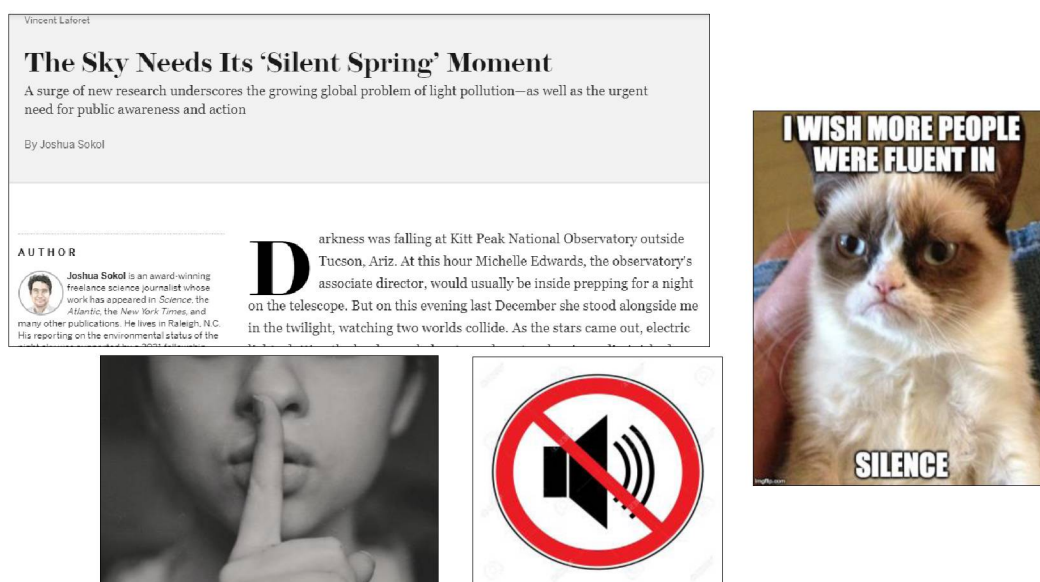 Vincent Laforet
The Sky Needs Its ‘Silent Spring’ Moment
A surge of new research underscores the growing global problem of light pollution—as well as the urgent
need for public awareness and action
By Joshua Sokol
AUTHOR
Joshua Sokol is an award-winning
freelance science journalist whose
work has appeared in Science, the
Atlantic, the New York Times, and
many other publications. He lives in Raleigh, N.C.
His reporting on the environmental status of the
Darkness was falling at Kitt Peak National Observatory outside
Tucson, Ariz. At this hour Michelle Edwards, the observatory's
associate director, would usually be inside prepping for a night
on the telescope. But on this evening last December she stood alongside me
in the twilight, watching two worlds collide. As the stars came out, electric
I WISH MORE PEOPLE
WERE FLUENT IN
SILENCE
imgflip.com